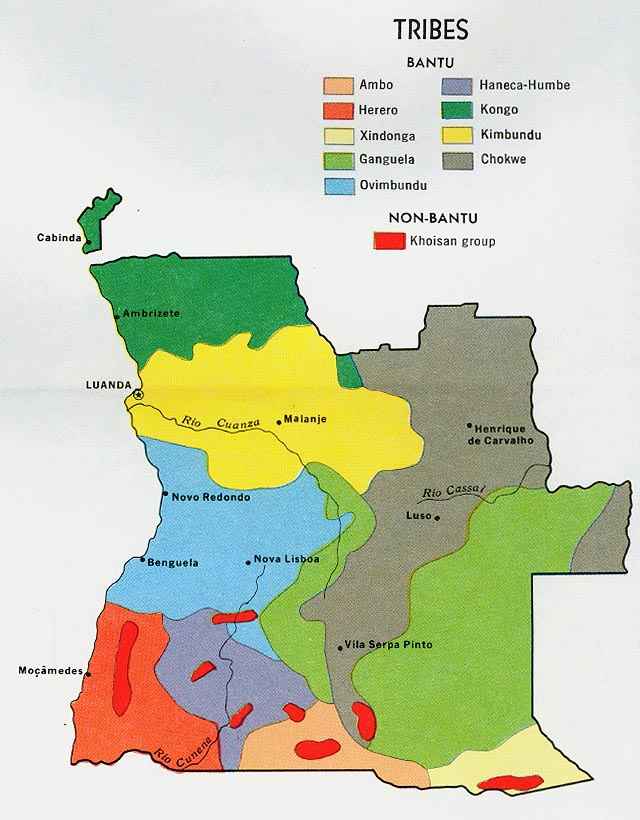 TRIBES
BANTU
Ambo
Haneca-Humbe
Herero
Kongo
Xindonga
Kimbundu
Ganguela
Chokwe
Ovimbundu
NON-BANTU
Khoisan group
Cabinda
Ambrizete
LUANDA
Rio Cuanza
Malanje
Henrique
de Carvalho
Rio Cassai
Novo Redondo
Luso
Benguela
Nova Lisboa
Vila Serpa Pinto
Moçâmedes
Rio Cunene